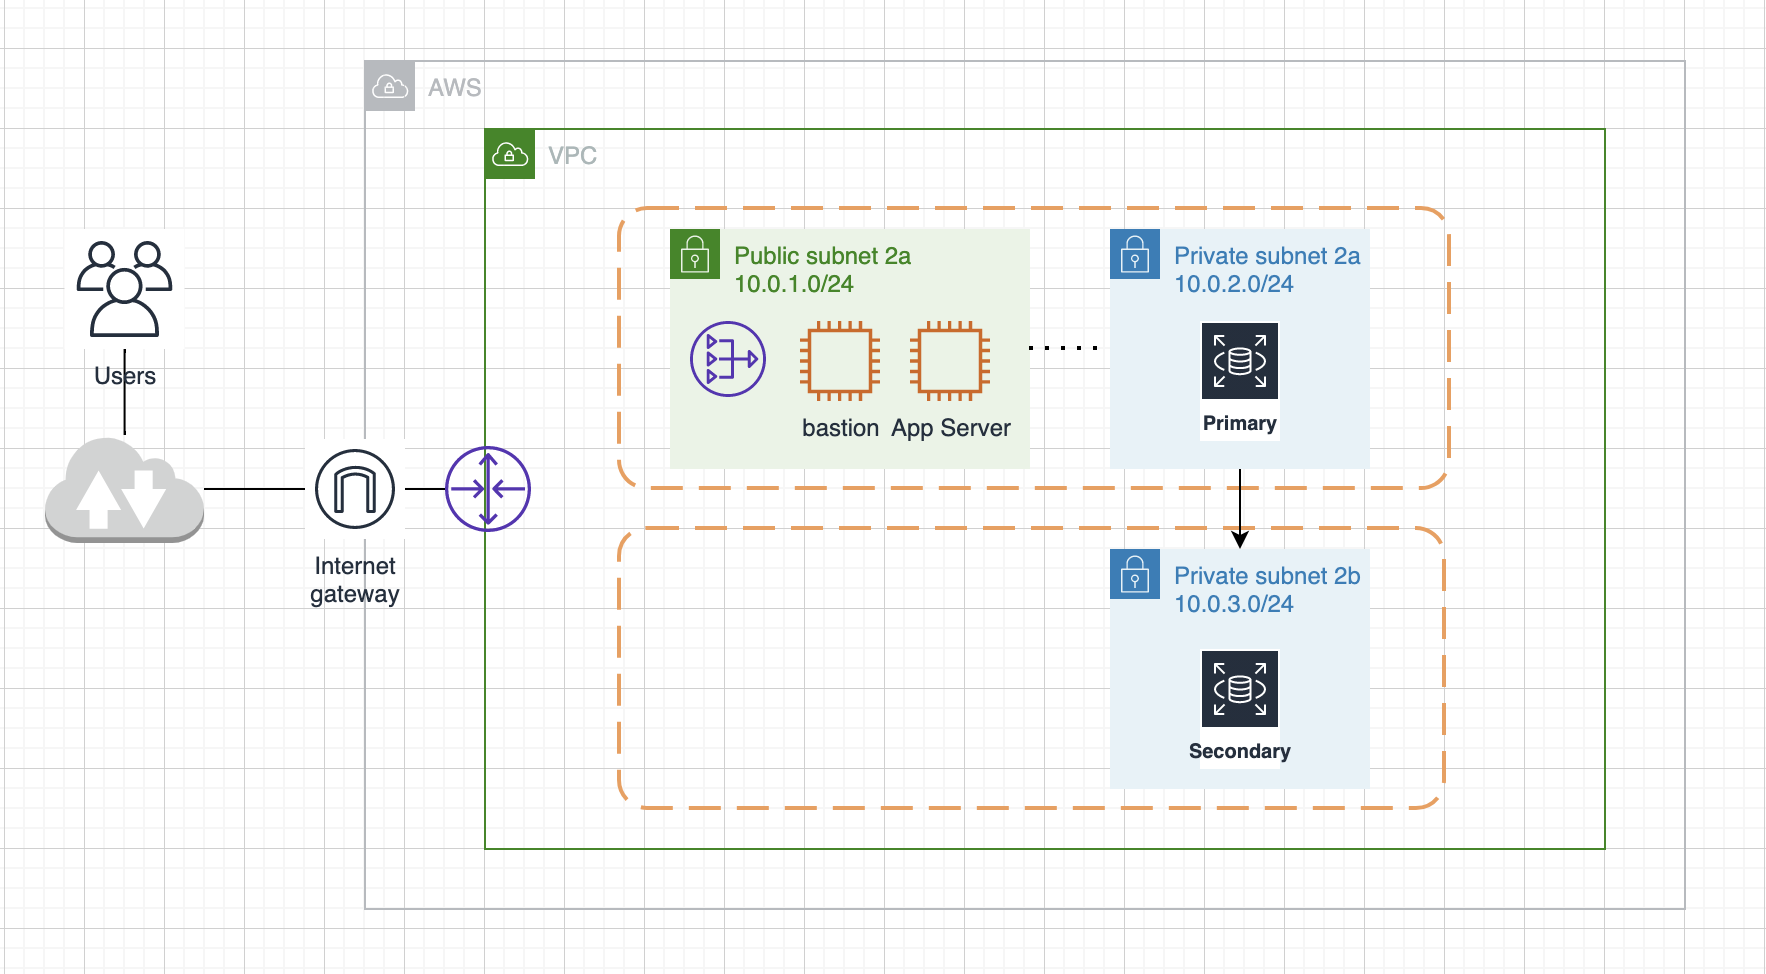 AWS
VPC
Public subnet 2a
10.0.1.0/24
Private subnet 2a
10.0.2.0/24
Users
bastion
App Server
Primary
Internet
gateway
Private subnet 2b
10.0.3.0/24
Secondary